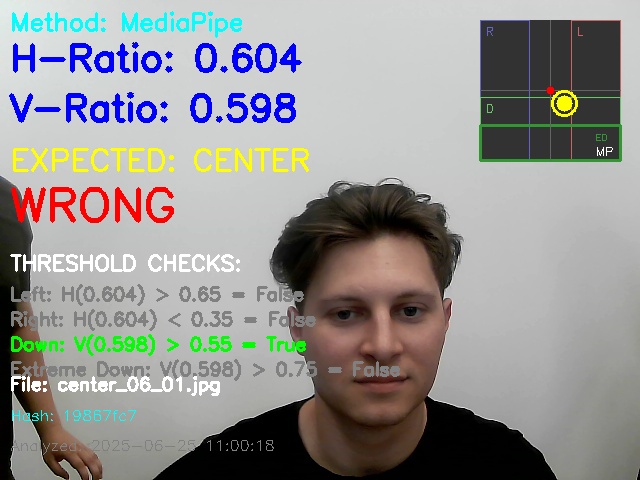 Method: MediaPipe
H-Ratio: 0.604
V-Ratio: 0.598
EXPECTED: CENTER
WRONG
THRESHOLD CHECKS:
Left: H(0.604) > 0.65 = False
Right: H(0.604) < 0.35 = False
Down: V(0.598) > 0.55 = True
Extreme Down: V(0.598) > 0.75 = False
File: center_06_01.jpg
Hash: 19867fc7
Analyzed: 2025-06-25 11:00:18
R L
D
ED
MP